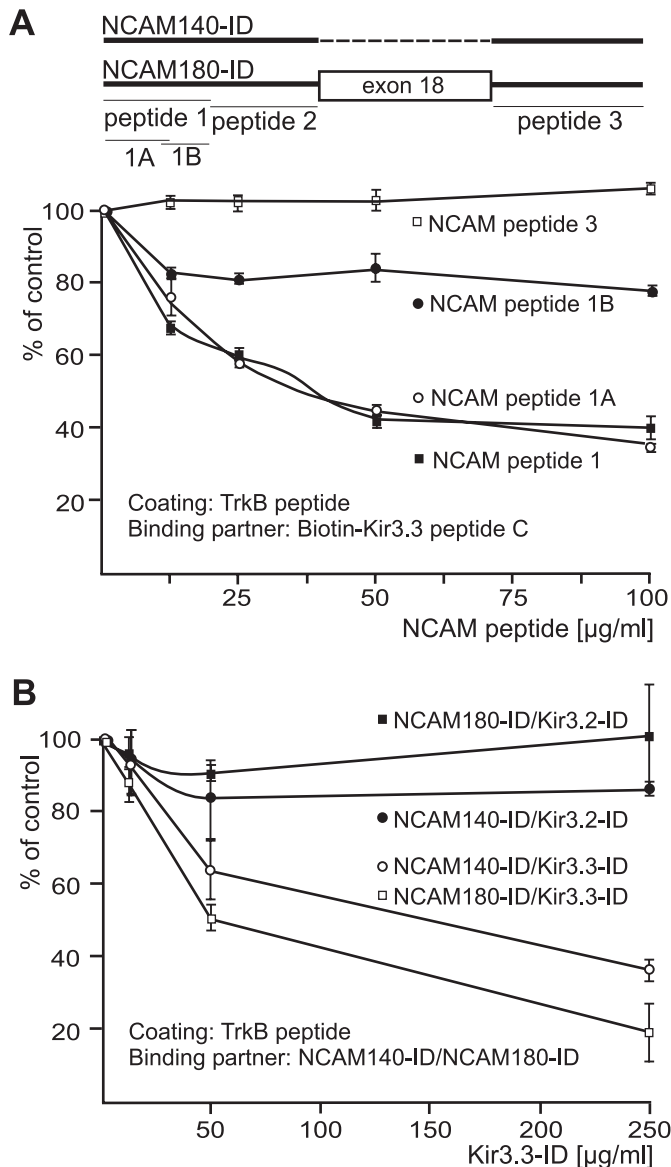 A
NCAM140-ID
NCAM180-ID
exon 18
peptide 1
peptide 2
peptide 3
1A
1B
100
80
60
40
20
% of control
NCAM peptide 3
NCAM peptide 1B
NCAM peptide 1A
NCAM peptide 1
Coating: TrkB peptide
Binding partner: Biotin-Kir3.3 peptide C
25
50
75
100
NCAM peptide [µg/ml]
B
100
80
60
40
20
% of control
NCAM180-ID/Kir3.2-ID
NCAM140-ID/Kir3.2-ID
NCAM140-ID/Kir3.3-ID
NCAM180-ID/Kir3.3-ID
Coating: TrkB peptide
Binding partner: NCAM140-ID/NCAM180-ID
50
100
150
200
250
Kir3.3-ID [µg/ml]